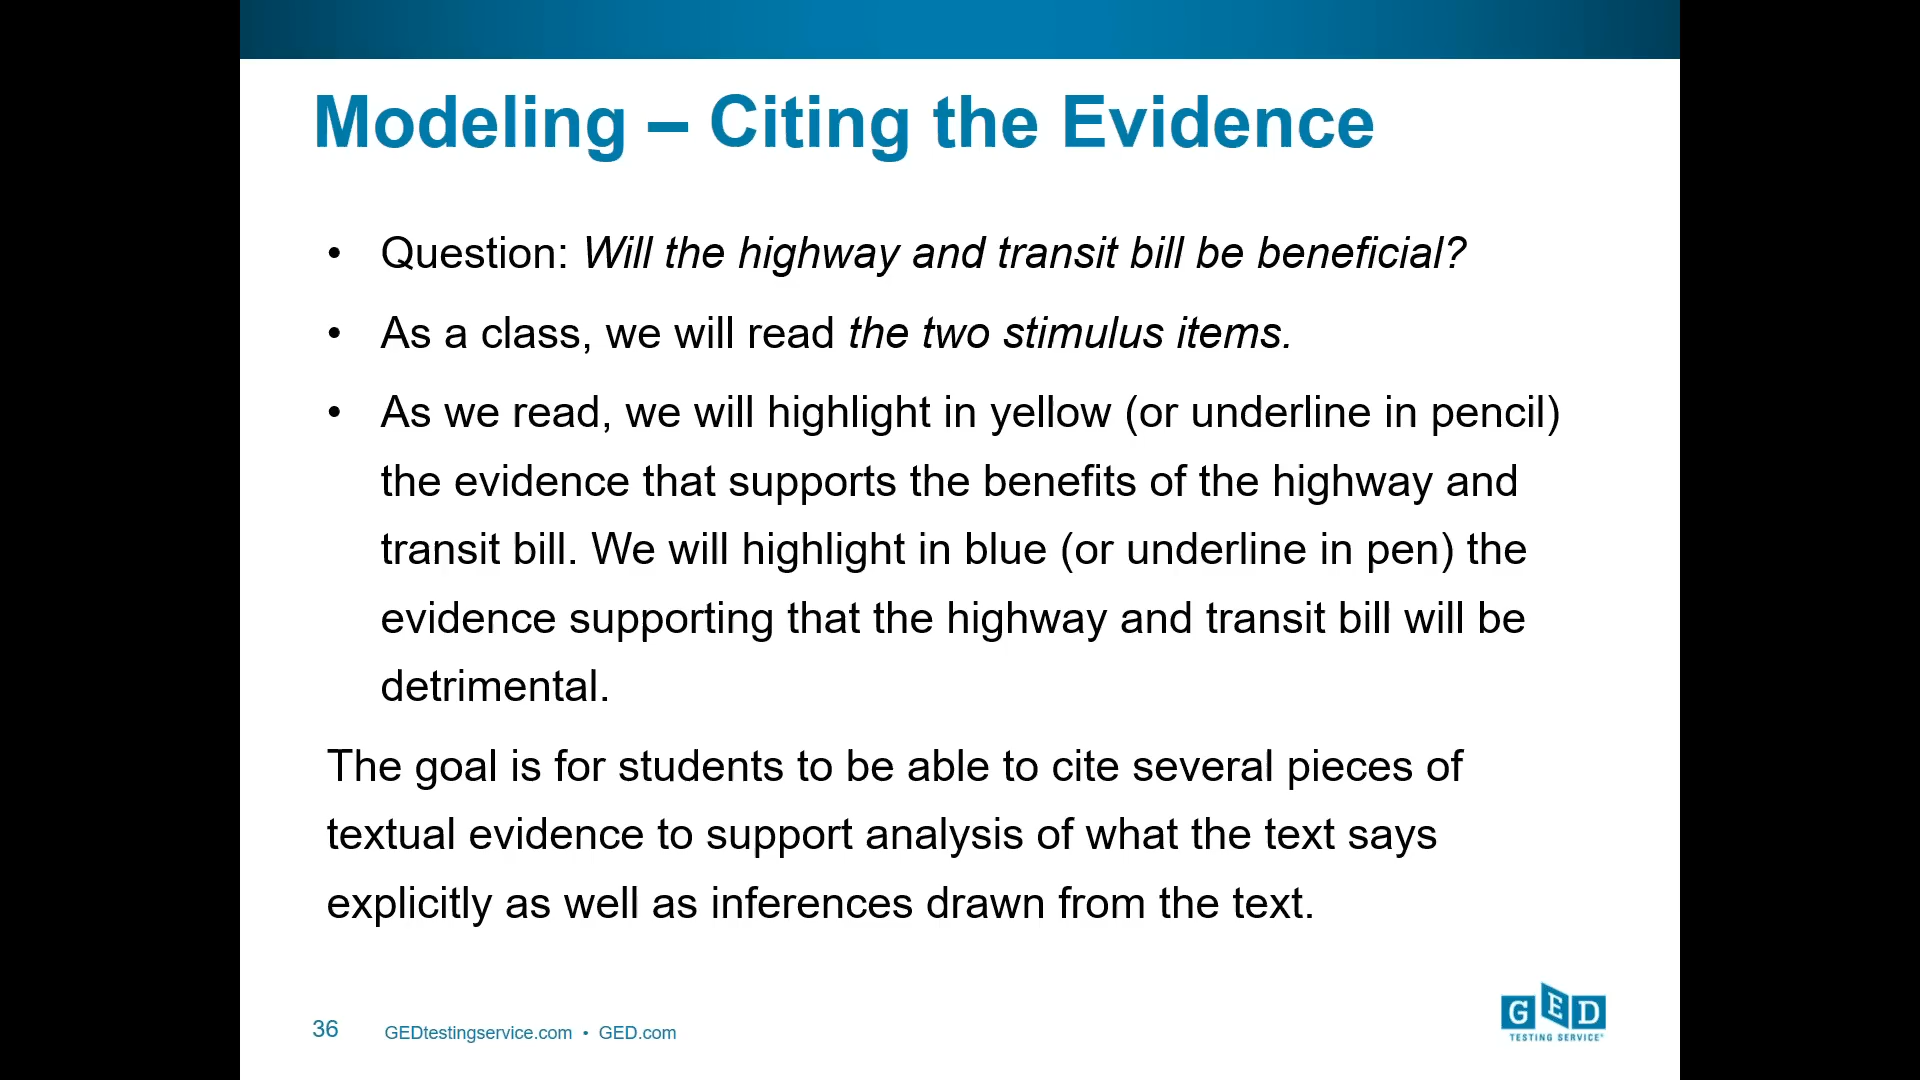 Modeling – Citing the Evidence
• Question: Will the highway and transit bill be beneficial?
• As a class, we will read the two stimulus items.
• As we read, we will highlight in yellow (or underline in pencil)
the evidence that supports the benefits of the highway and
transit bill. We will highlight in blue (or underline in pen) the
evidence supporting that the highway and transit bill will be
detrimental.
The goal is for students to be able to cite several pieces of
textual evidence to support analysis of what the text says
explicitly as well as inferences drawn from the text.
36 GEDtestingservice.com • GED.com
GED
TESTING SERVICE®